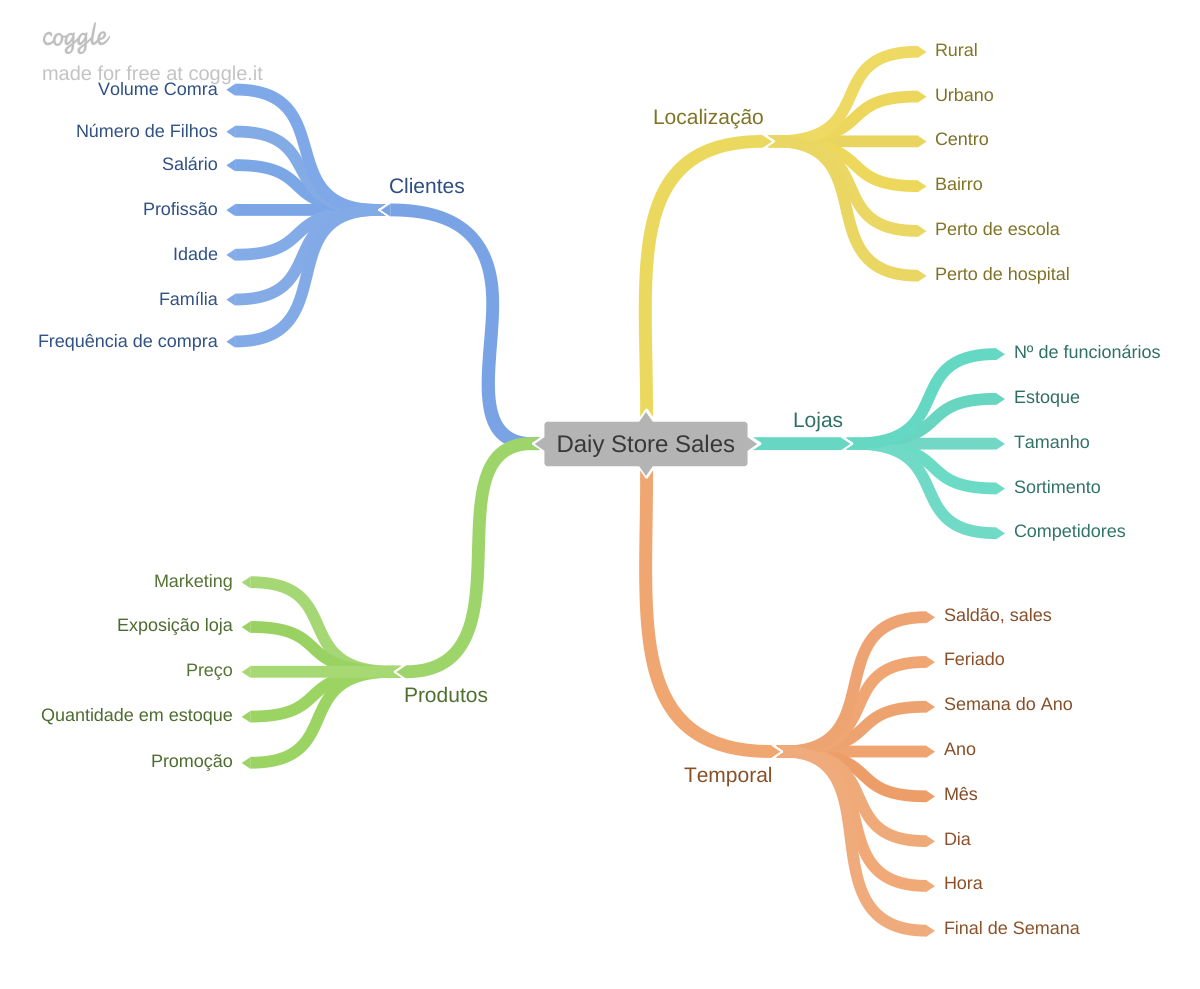 coggle
made for free at coggle.it
Volume Comra
Número de Filhos
Salário
Profissão
Idade
Família
Frequência de compra
Clientes
Localização
Rural
Urbano
Centro
Bairro
Perto de escola
Perto de hospital
Daiy Store Sales
Lojas
Nº de funcionários
Estoque
Tamanho
Sortimento
Competidores
Marketing
Exposição loja
Preço
Quantidade em estoque
Promoção
Produtos
Temporal
Saldão, sales
Feriado
Semana do Ano
Ano
Mês
Dia
Hora
Final de Semana